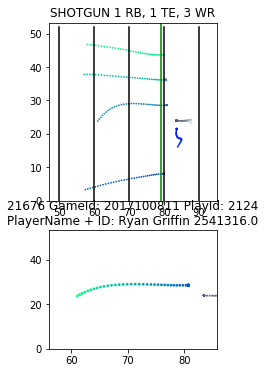 SHOTGUN 1 RB, 1 TE, 3 WR
50
40
30
20
10
0
50 60 70 80 90
21676 GameId: 2017100811 PlayId: 2124
PlayerName + ID: Ryan Griffin 2541316.0
40
20
0
60 70 80